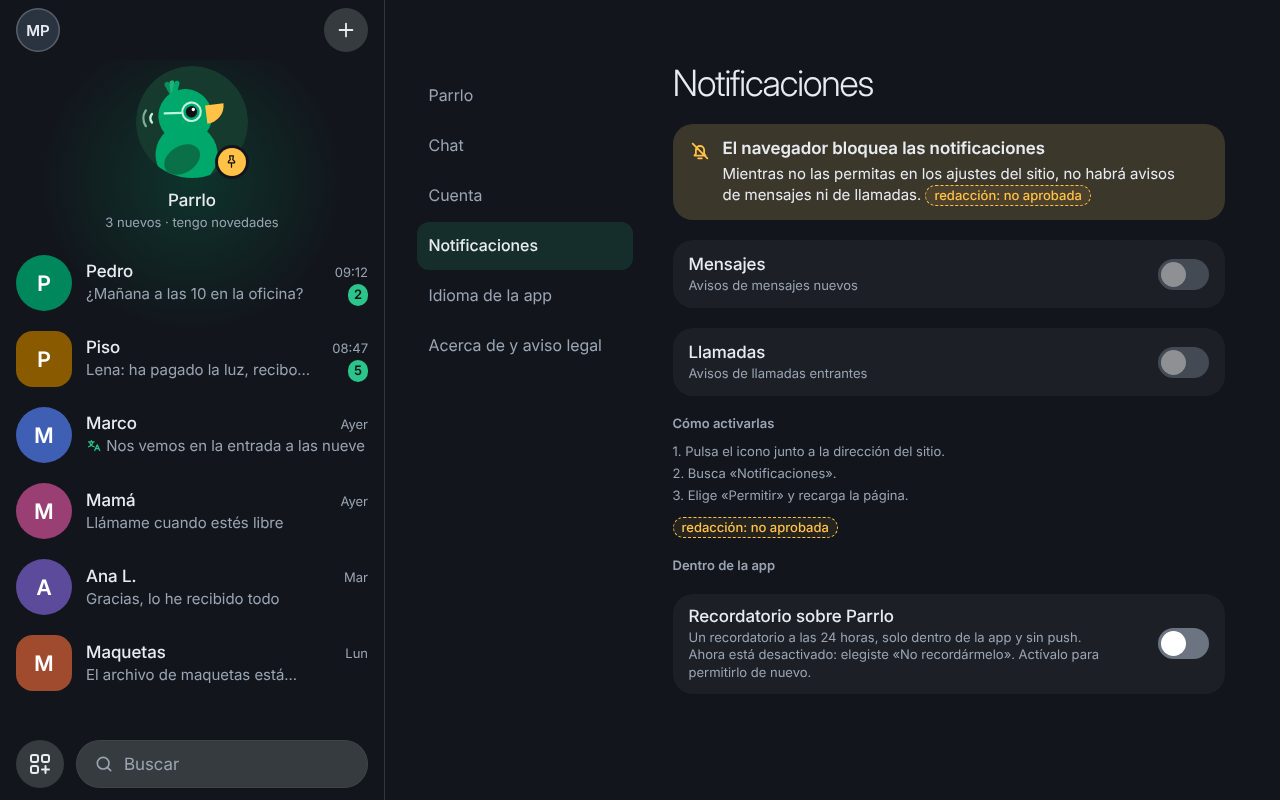 MP
Parrlo
3 nuevos · tengo novedades
Pedro
09:12
¿Mañana a las 10 en la oficina?
2
P
Piso
08:47
Lena: ha pagado la luz, recibo...
5
P
Marco
Ayer
Nos vemos en la entrada a las nueve
M
Mamá
Ayer
Llámame cuando estés libre
M
Ana L.
Mar
Gracias, lo he recibido todo
A
Maquetas
Lun
El archivo de maquetas está...
M
Buscar
Parrlo
Chat
Cuenta
Notificaciones
Idioma de la app
Acerca de y aviso legal
Notificaciones
El navegador bloquea las notificaciones
Mientras no las permitas en los ajustes del sitio, no habrá avisos
de mensajes ni de llamadas. redacción: no aprobada
Mensajes
Avisos de mensajes nuevos
Llamadas
Avisos de llamadas entrantes
Cómo activarlas
1. Pulsa el icono junto a la dirección del sitio.
2. Busca «Notificaciones».
3. Elige «Permitir» y recarga la página.
redacción: no aprobada
Dentro de la app
Recordatorio sobre Parrlo
Un recordatorio a las 24 horas, solo dentro de la app y sin push.
Ahora está desactivado: elegiste «No recordármelo». Actívalo para
permitirlo de nuevo.